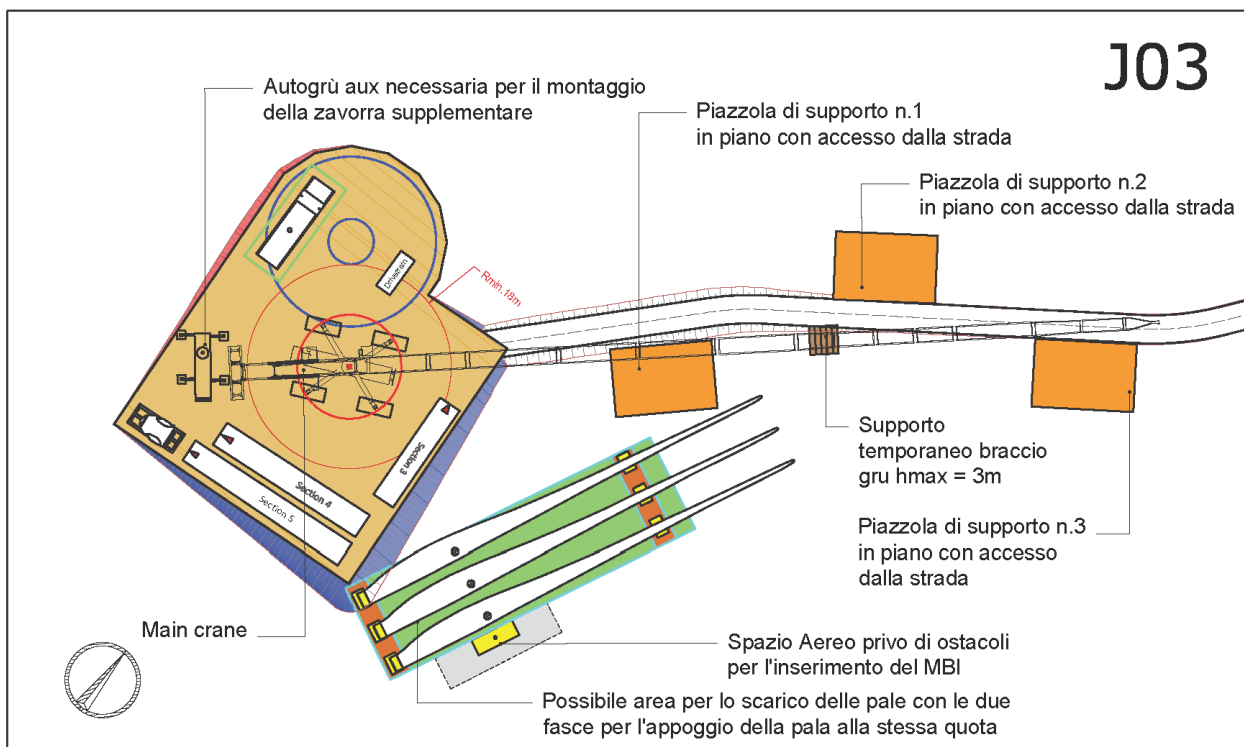 J03
Autogrù aux necessaria per il montaggio
della zavorra supplementare
Piazzola di supporto n.1
in piano con accesso dalla strada
Piazzola di supporto n.2
in piano con accesso dalla strada
Drivetrain
Rmin.18m
Section 3
Section 4
Section 5
Supporto
temporaneo braccio
gru hmax = 3m
Piazzola di supporto n.3
in piano con accesso
dalla strada
Main crane
Spazio Aereo privo di ostacoli
per l'inserimento del MBI
Possibile area per lo scarico delle pale con le due
fasce per l'appoggio della pala alla stessa quota